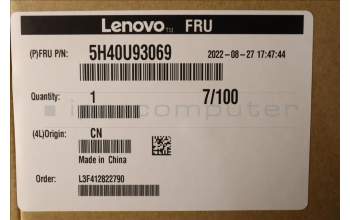 Lenovo™ FRU
(P)FRU P/N: 5H40U93069 2022-08-27 17:47:44
Quantity: 1 7/100
(4L)Origin: CN
Made in China
Order: L3F412822790